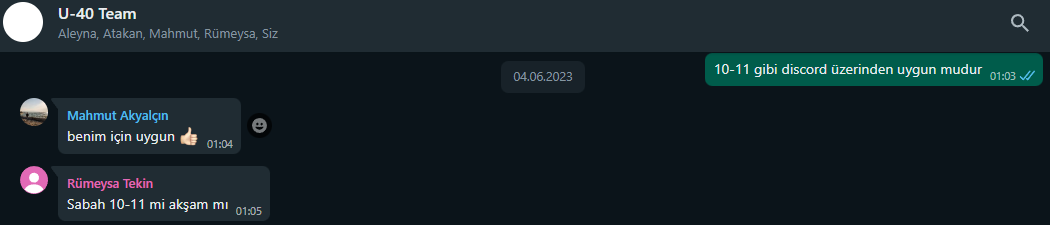 U-40 Team
Aleyna, Atakan, Mahmut, Rümeysa, Siz
04.06.2023
10-11 gibi discord üzerinden uygun mudur 01:03
Mahmut Akyalçın
benim için uygun 👍🏻 01:04
Rümeysa Tekin
Sabah 10-11 mi akşam mı 01:05